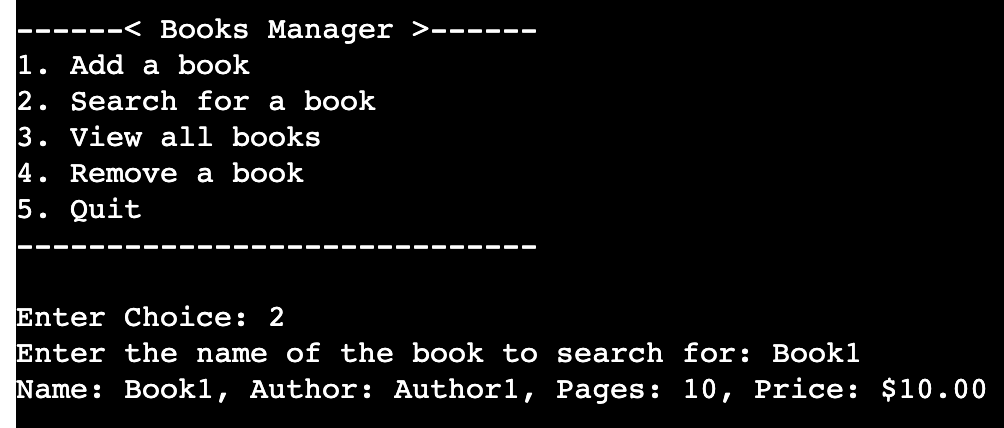 ------< Books Manager >------
1. Add a book
2. Search for a book
3. View all books
4. Remove a book
5. Quit
-----------------------------
Enter Choice: 2
Enter the name of the book to search for: Book1
Name: Book1, Author: Author1, Pages: 10, Price: $10.00